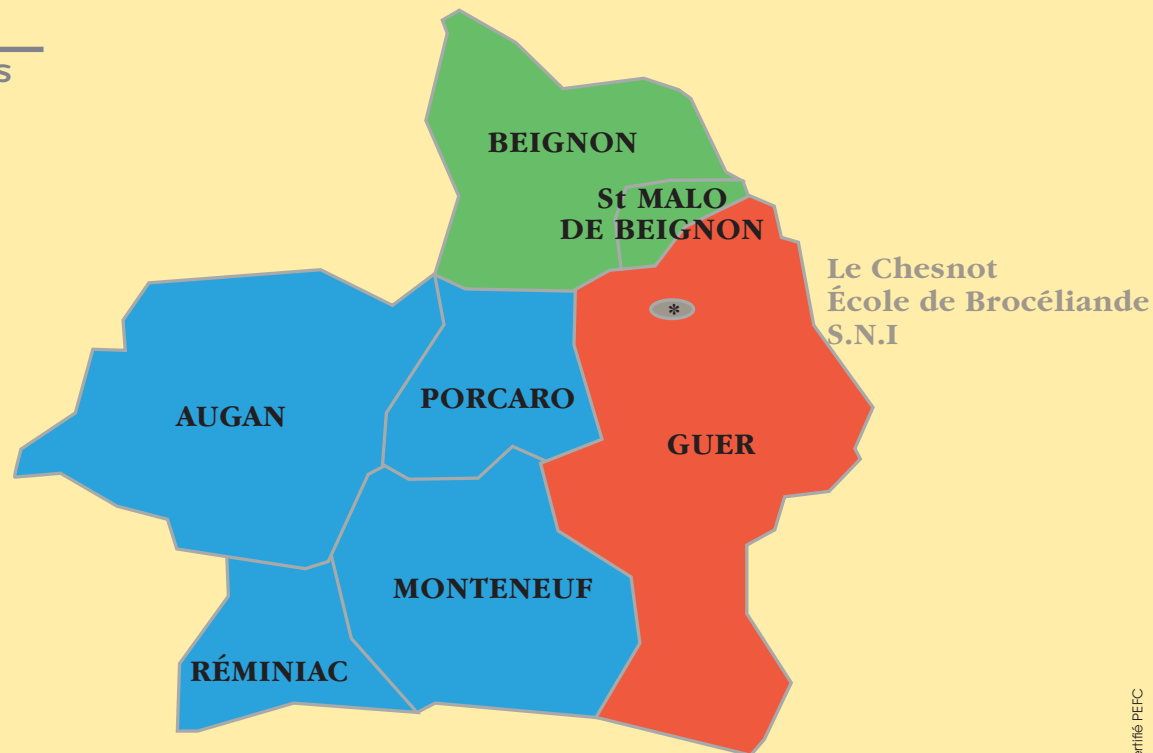 BEIGNON
St MALO
DE BEIGNON
Le Chesnot
École de Brocéliande
S.N.I
*
PORCARO
AUGAN
GUER
MONTENEUF
RÉMINIAC